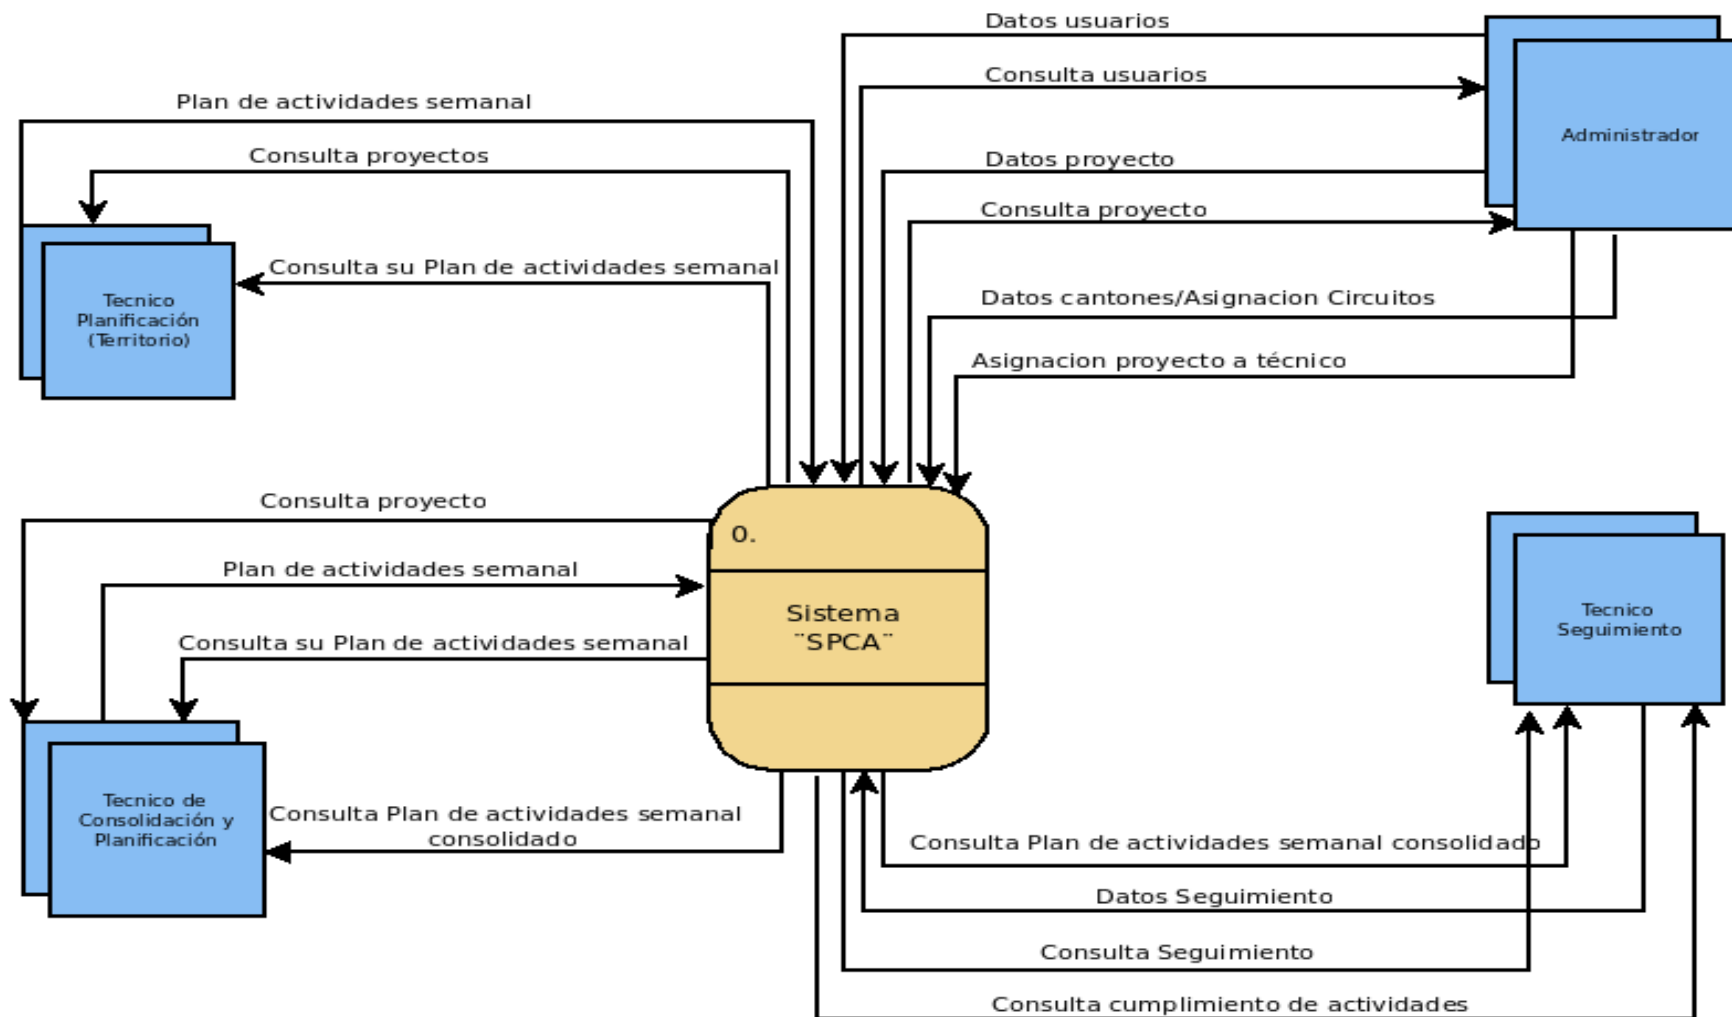 Datos usuarios
Consulta usuarios
Plan de actividades semanal
Administrador
Consulta proyectos
Datos proyecto
Consulta proyecto
Consulta su Plan de actividades semanal
Tecnico
Planificación
(Territorio)
Datos cantones/Asignacion Circuitos
Asignacion proyecto a técnico
Consulta proyecto
0.
Plan de actividades semanal
Sistema
¨SPCA¨
Tecnico
Seguimiento
Consulta su Plan de actividades semanal
Tecnico de
Consolidación y
Planificación
Consulta Plan de actividades semanal
consolidado
Consulta Plan de actividades semanal consolidado
Datos Seguimiento
Consulta Seguimiento
Consulta cumplimiento de actividades